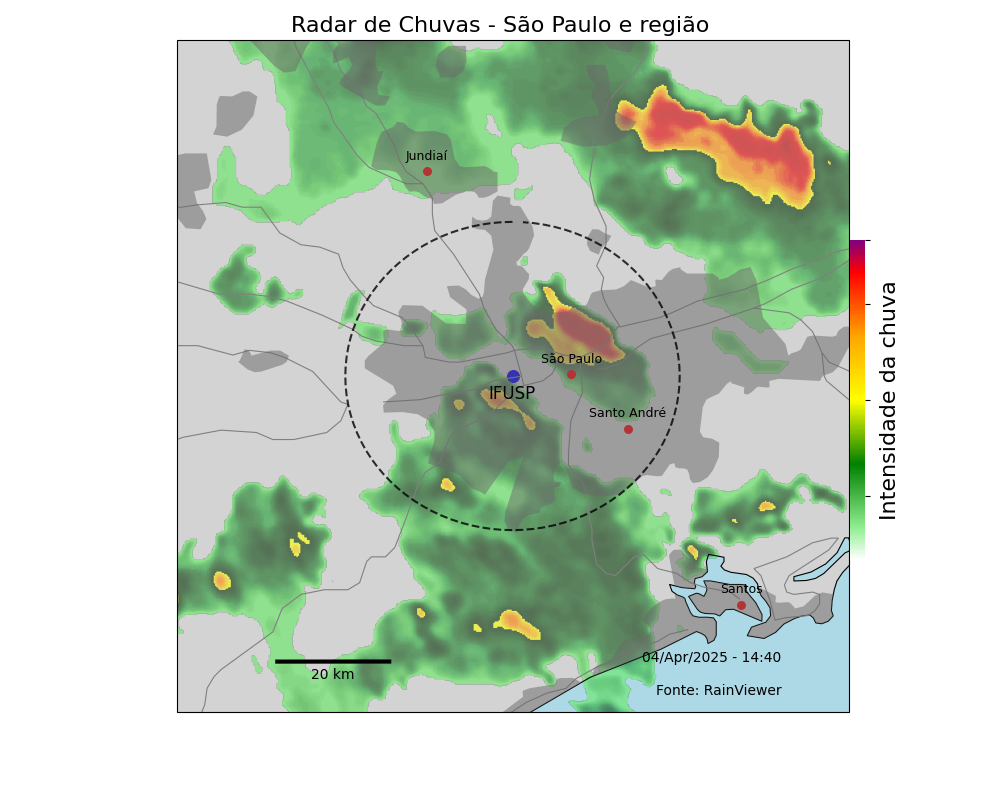 Radar de Chuvas - São Paulo e região
Jundiaí
São Paulo
IFUSP
Santo André
Intensidade da chuva
Santos
04/Apr/2025 - 14:40
20 km
Fonte: RainViewer